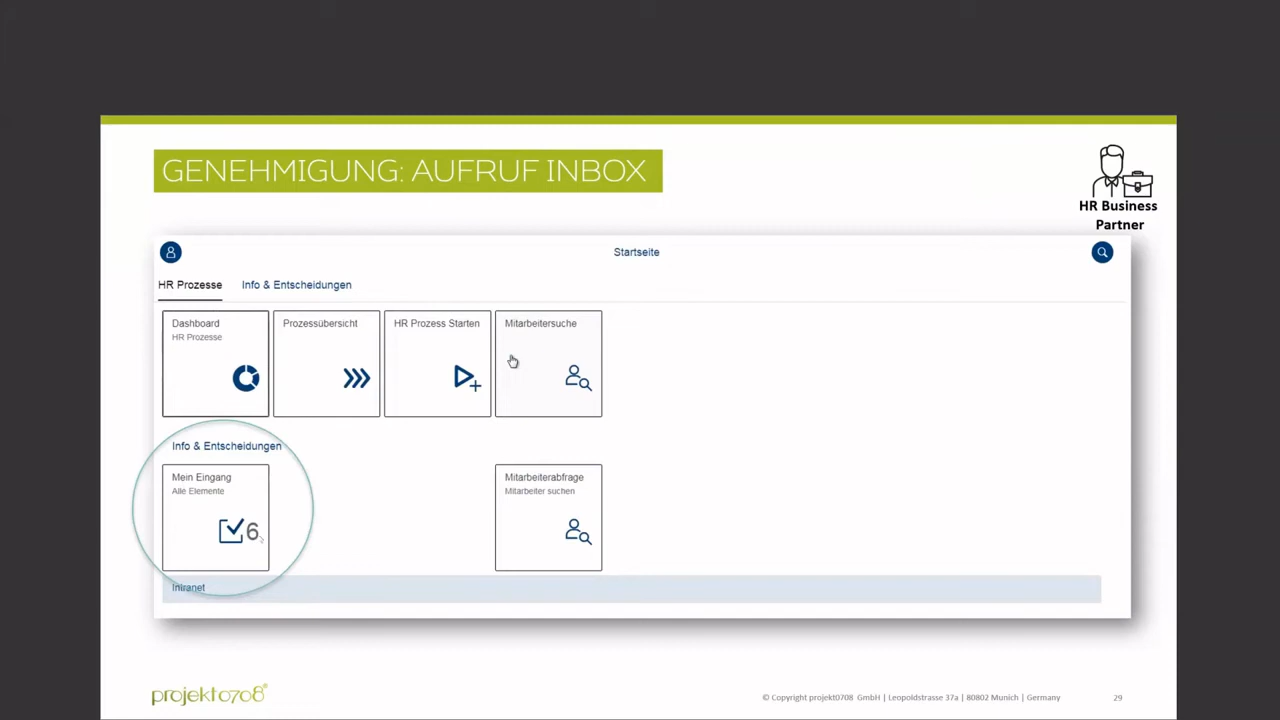 GENEHMIGUNG: AUFRUF INBOX
HR Business
Partner
Startseite
HR Prozesse Info & Entscheidungen
Dashboard
HR Prozesse
Prozessübersicht
HR Prozess Starten
Mitarbeitersuche
Info & Entscheidungen
Mein Eingang
Alle Elemente
6
Mitarbeiterabfrage
Mitarbeiter suchen
Intranet
projekt0708®
© Copyright projekt0708 GmbH | Leopoldstrasse 37a | 80802 Munich | Germany
29